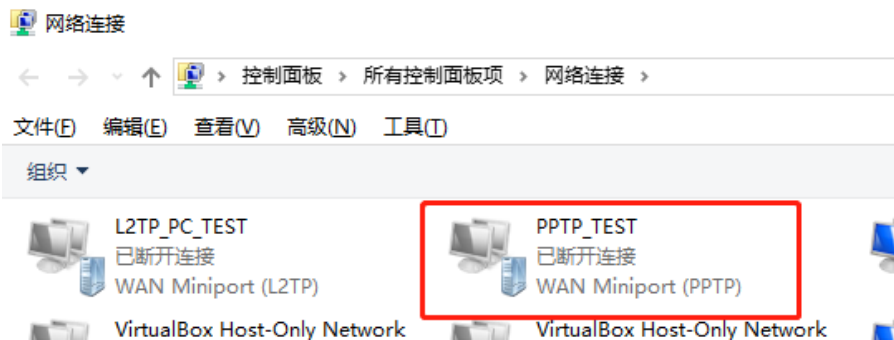 网络连接
控制面板 › 所有控制面板项 › 网络连接 ›
文件(F) 编辑(E) 查看(V) 高级(N) 工具(T)
组织
L2TP_PC_TEST
已断开连接
WAN Miniport (L2TP)
PPTP_TEST
已断开连接
WAN Miniport (PPTP)
VirtualBox Host-Only Network
VirtualBox Host-Only Network